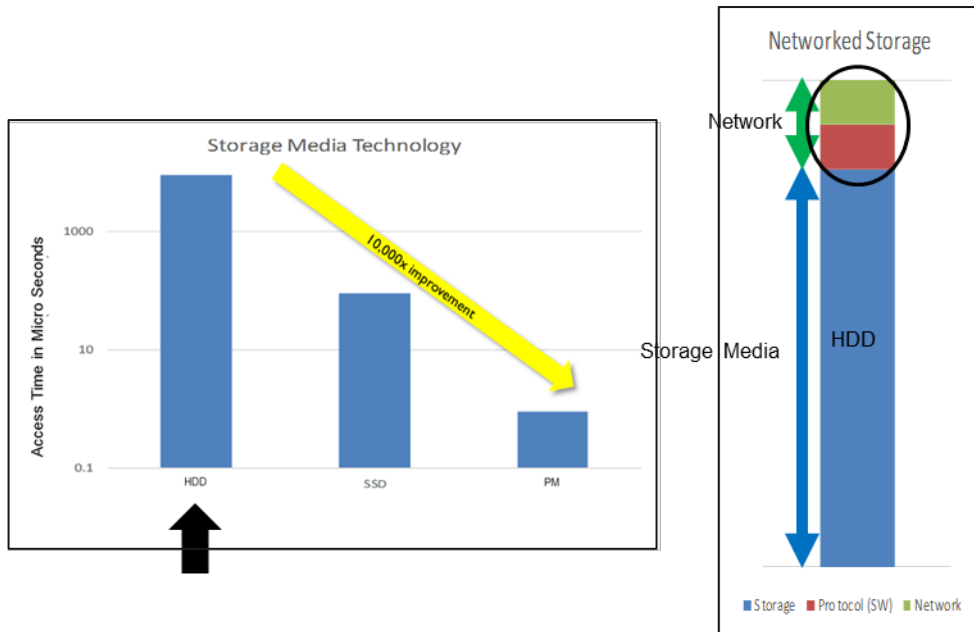 Storage Media Technology
Access Time in Micro Seconds
1000
10
0.1
10,000x improvement
HDD
SSD
PM
Networked Storage
Network
Storage Media
HDD
Storage
Protocol (SW)
Network